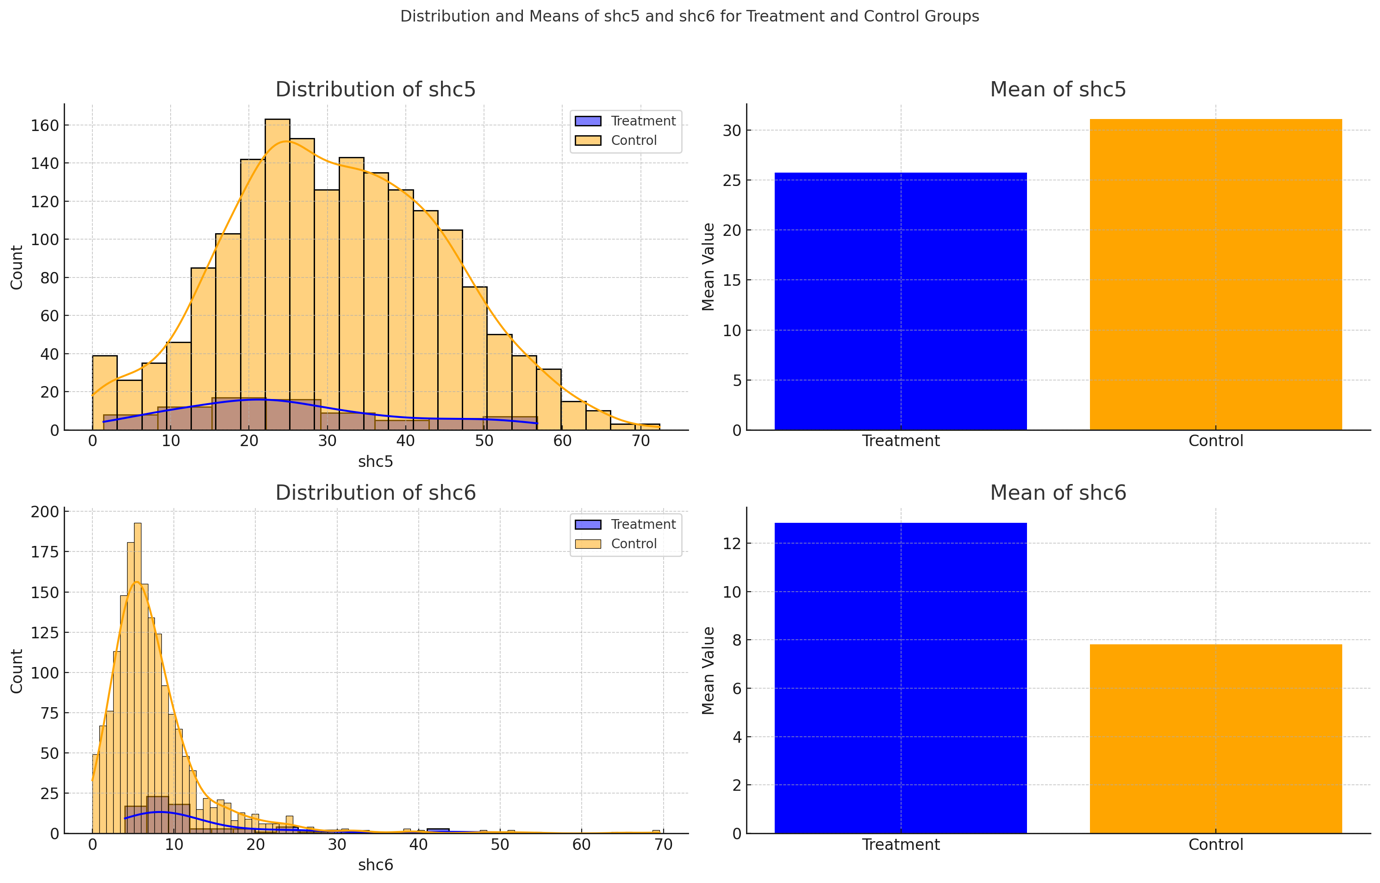 Distribution and Means of shc5 and shc6 for Treatment and Control Groups
Distribution of shc5
Count
160
140
120
100
80
60
40
20
0
Treatment
Control
0 10 20 30 40 50 60 70
shc5
Mean of shc5
Mean Value
30
25
20
15
10
5
0
Treatment Control
Distribution of shc6
Count
200
175
150
125
100
75
50
25
0
Treatment
Control
0 10 20 30 40 50 60 70
shc6
Mean of shc6
Mean Value
12
10
8
6
4
2
0
Treatment Control